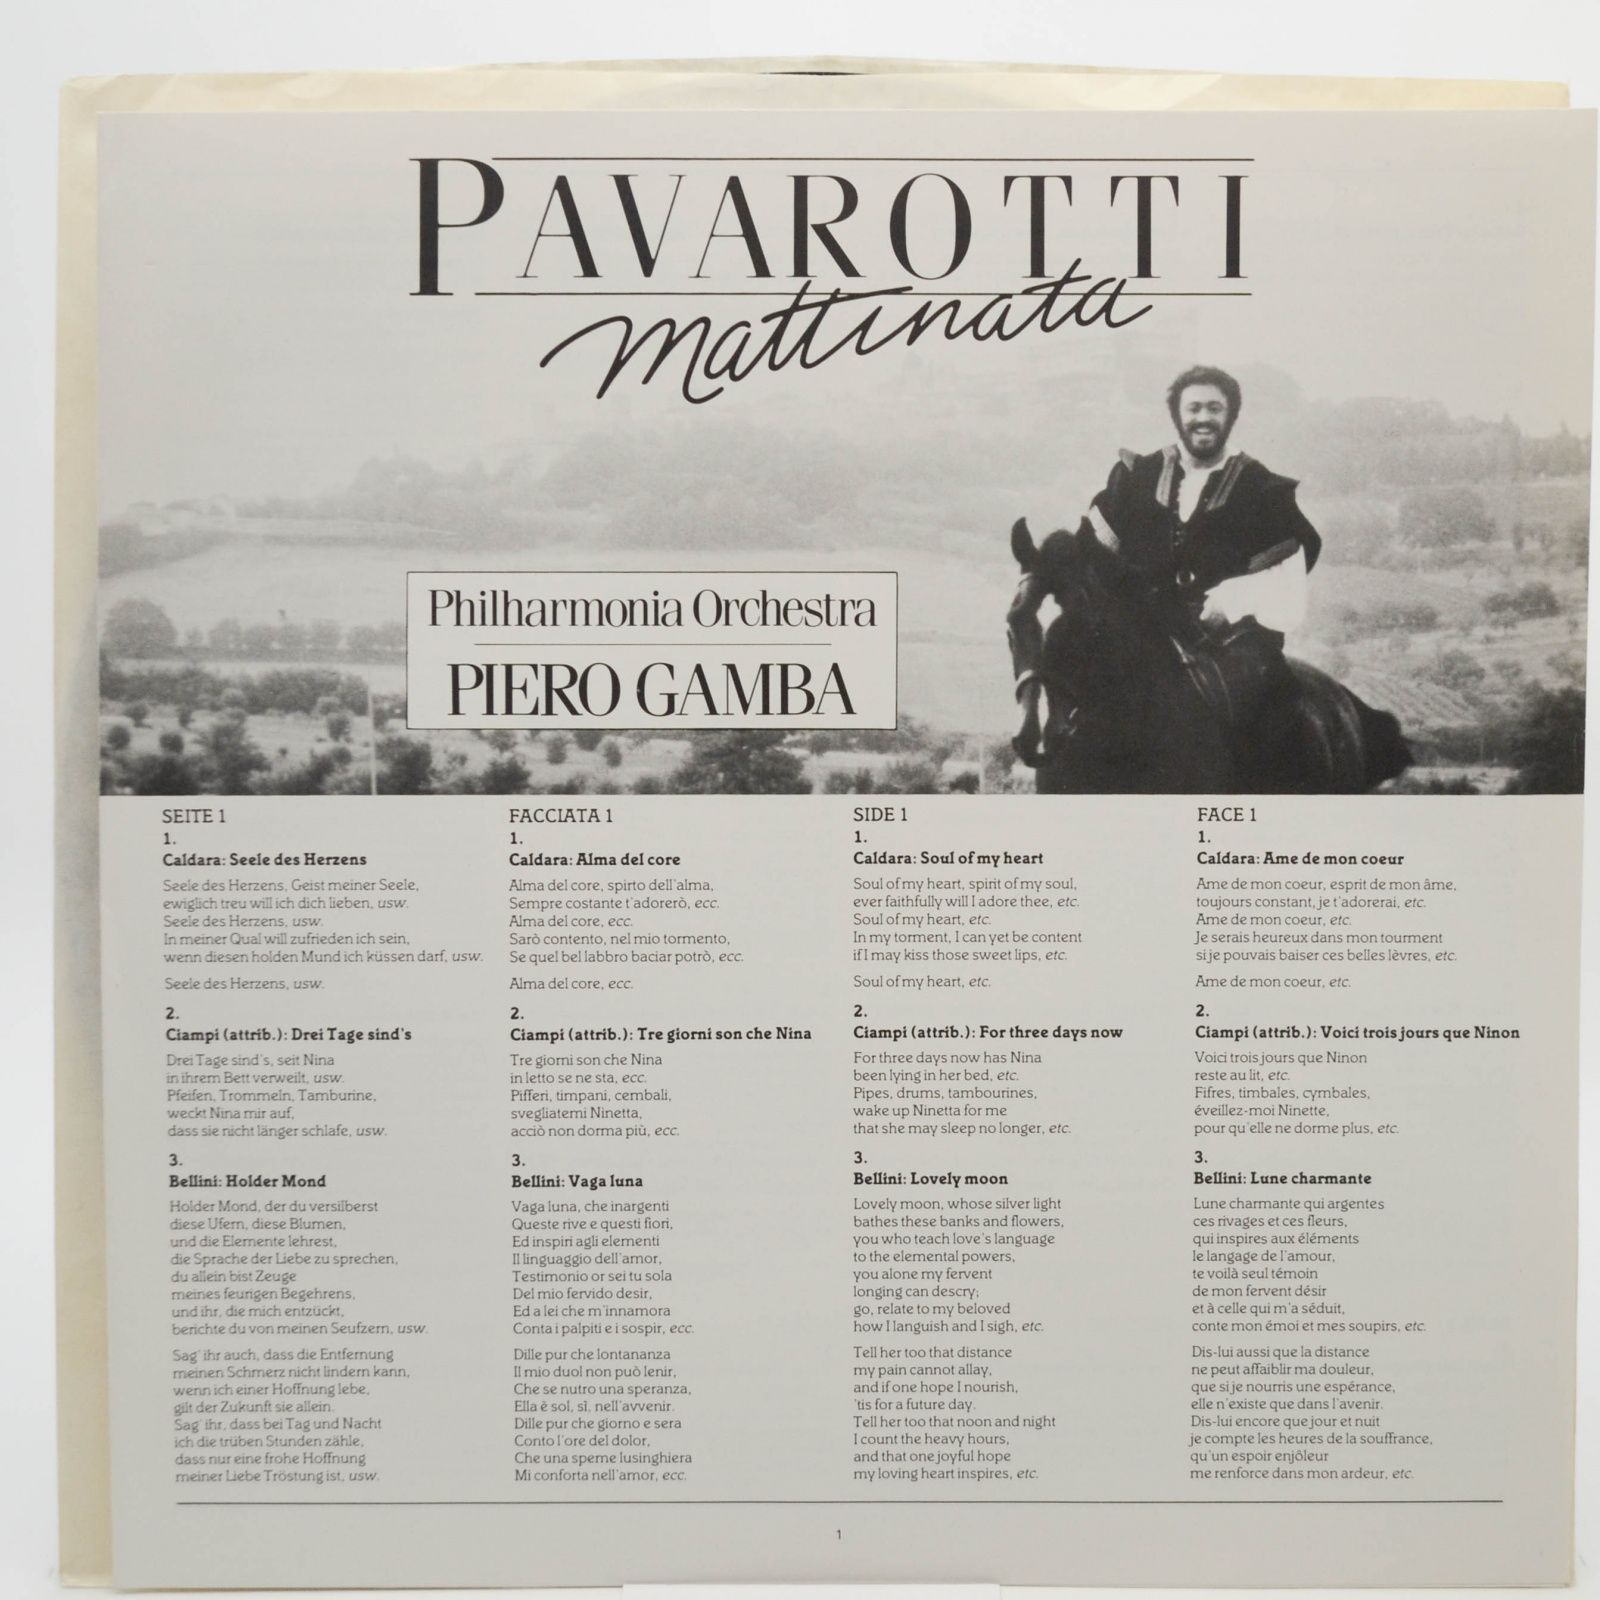 PAVAROTTI
Mattinata
Philharmonia Orchestra
PIERO GAMBA
SEITE 1
1.
Caldara: Seele des Herzens
Seele des Herzens, Geist meiner Seele,
ewiglich treu will ich dich lieben, usw.
Seele des Herzens, usw.
In meiner Qual will zufrieden ich sein,
wenn diesen holden Mund ich küssen darf, usw.
Seele des Herzens, usw.
2.
Ciampi (attrib.): Drei Tage sind's
Drei Tage sind's, seit Nina
in ihrem Bett verweilt, usw.
Pfeifen, Trommeln, Tamburine,
weckt Nina mir auf,
dass sie nicht länger schlafe, usw.
3.
Bellini: Holder Mond
Holder Mond, der du versilberst
diese Ufern, diese Blumen,
und die Elemente lehrest,
die Sprache der Liebe zu sprechen,
du allein bist Zeuge
meines feurigen Begehrens,
und ihr, die mich entzückt,
berichte du von meinen Seufzern, usw.
Sag' ihr auch, dass die Entfernung
meinen Schmerz nicht lindern kann,
wenn ich einer Hoffnung lebe,
gilt der Zukunft sie allein.
Sag' ihr, dass bei Tag und Nacht
ich die trüben Stunden zähle,
dass nur eine frohe Hoffnung
meiner Liebe Tröstung ist, usw.
FACCIATA 1
1.
Caldara: Alma del core
Alma del core, spirto dell'alma,
Sempre costante t'adorerò, ecc.
Alma del core, ecc.
Sarò contento, nel mio tormento,
Se quel bel labbro baciar potrò, ecc.
Alma del core, ecc.
2.
Ciampi (attrib.): Tre giorni son che Nina
Tre giorni son che Nina
in letto se ne sta, ecc.
Pifferi, timpani, cembali,
svegliatemi Ninetta,
acciò non dorma più, ecc.
3.
Bellini: Vaga luna
Vaga luna, che inargenti
Queste rive e questi fiori,
Ed inspiri agli elementi
Il linguaggio dell'amor,
Testimonio or sei tu sola
Del mio fervido desir,
Ed a lei che m'innamora
Conta i palpiti e i sospir, ecc.
Dille pur che lontananza
Il mio duol non può lenir,
Che se nutro una speranza,
Ella è sol, sì, nell'avvenir.
Dille pur che giorno e sera
Conto l'ore del dolor,
Che una speme lusinghiera
Mi conforta nell'amor, ecc.
SIDE 1
1.
Caldara: Soul of my heart
Soul of my heart, spirit of my soul,
ever faithfully will I adore thee, etc.
Soul of my heart, etc.
In my torment, I can yet be content
if I may kiss those sweet lips, etc.
Soul of my heart, etc.
2.
Ciampi (attrib.): For three days now
For three days now has Nina
been lying in her bed, etc.
Pipes, drums, tambourines,
wake up Ninetta for me
that she may sleep no longer, etc.
3.
Bellini: Lovely moon
Lovely moon, whose silver light
bathes these banks and flowers,
you who teach love's language
to the elemental powers,
you alone my fervent
longing can descry;
go, relate to my beloved
how I languish and I sigh, etc.
Tell her too that distance
my pain cannot allay,
and if one hope I nourish,
'tis for a future day.
Tell her too that noon and night
I count the heavy hours,
and that one joyful hope
my loving heart inspires, etc.
FACE 1
1.
Caldara: Ame de mon coeur
Ame de mon coeur, esprit de mon âme,
toujours constant, je t'adorerai, etc.
Ame de mon coeur, etc.
Je serais heureux dans mon tourment
si je pouvais baiser ces belles lèvres, etc.
Ame de mon coeur, etc.
2.
Ciampi (attrib.): Voici trois jours que Ninon
Voici trois jours que Ninon
reste au lit, etc.
Fifres, timbales, cymbales,
éveillez-moi Ninette,
pour qu'elle ne dorme plus, etc.
3.
Bellini: Lune charmante
Lune charmante qui argentes
ces rivages et ces fleurs,
qui inspires aux éléments
le langage de l'amour,
te voilà seul témoin
de mon fervent désir
et à celle qui m'a séduit,
conte mon émoi et mes soupirs, etc.
Dis-lui aussi que la distance
ne peut affaiblir ma douleur,
que si je nourris une espérance,
elle n'existe que dans l'avenir.
Dis-lui encore que jour et nuit
je compte les heures de la souffrance,
qu'un espoir enjôleur
me renforce dans mon ardeur, etc.
1